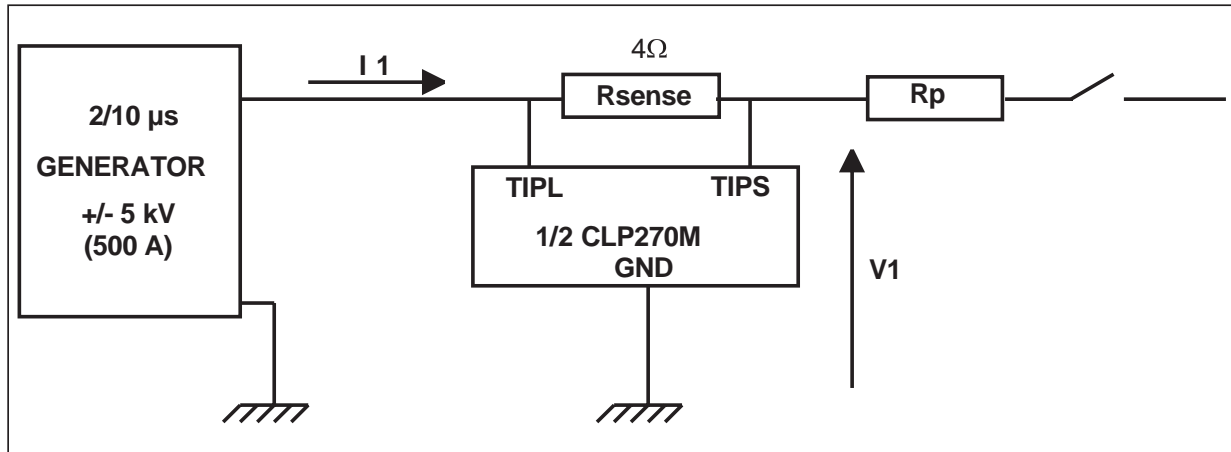 2/10 µs
GENERATOR
+/- 5 kV
(500 A)
I 1
4Ω
Rsense
Rp
TIPL TIPS
1/2 CLP270M
GND
V1